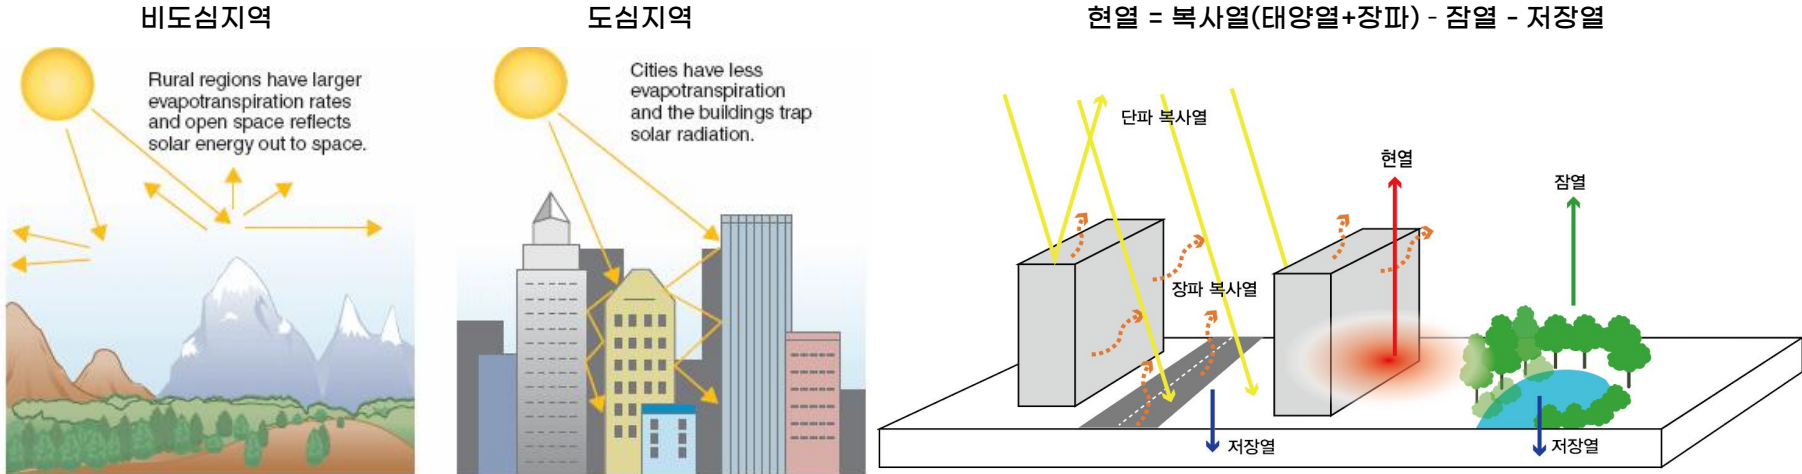 비도심지역
Rural regions have larger
evapotranspiration rates
and open space reflects
solar energy out to space.
도심지역
Cities have less
evapotranspiration
and the buildings trap
solar radiation.
현열 = 복사열(태양열+장파) - 잠열 - 저장열
단파 복사열
현열
잠열
장파 복사열
저장열
저장열